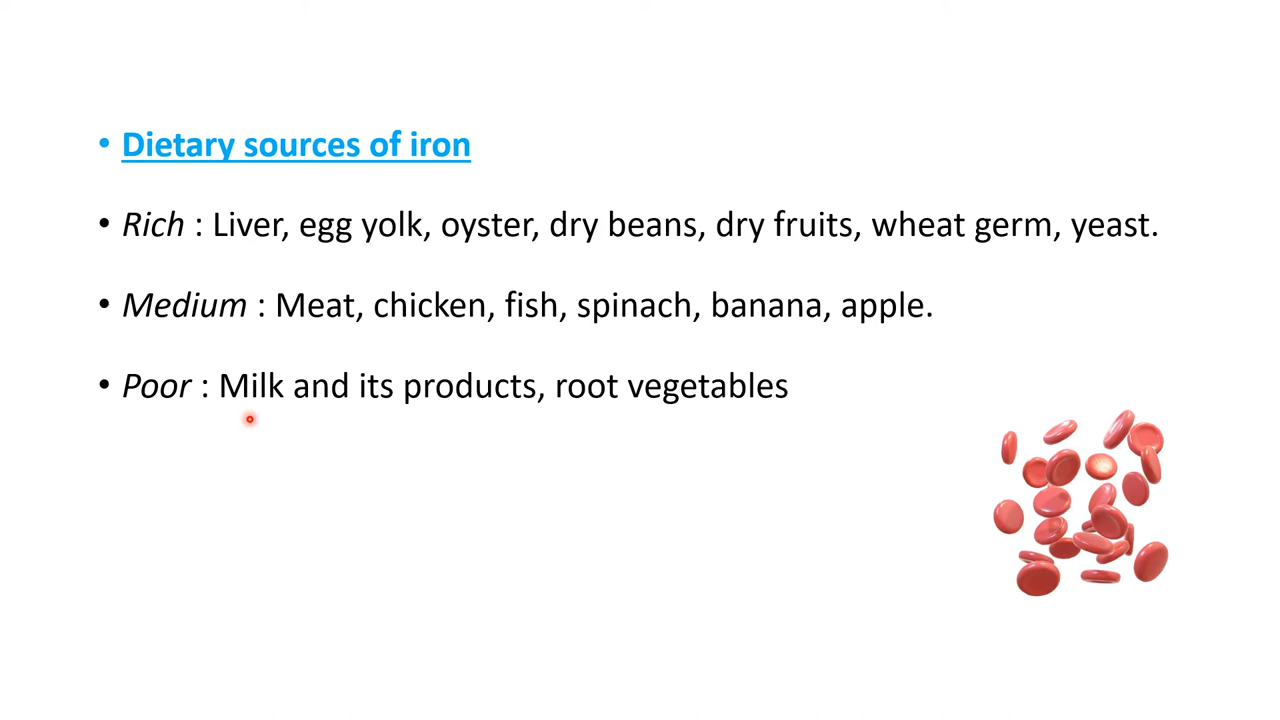 • Dietary sources of iron
• Rich : Liver, egg yolk, oyster, dry beans, dry fruits, wheat germ, yeast.
• Medium : Meat, chicken, fish, spinach, banana, apple.
• Poor : Milk and its products, root vegetables